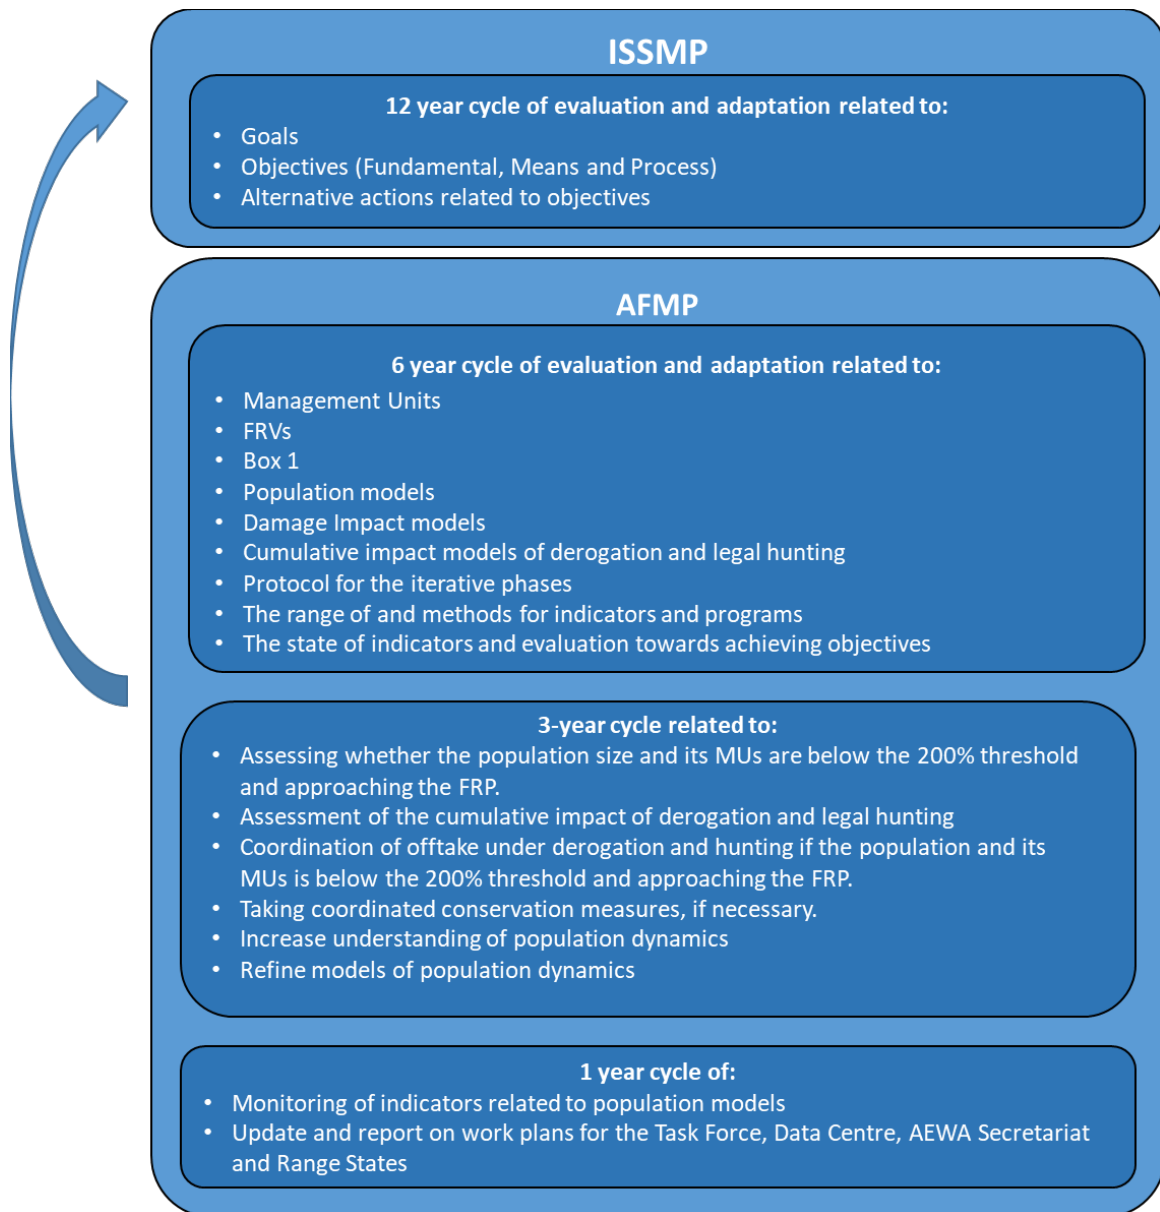 ISSMP
12 year cycle of evaluation and adaptation related to:
• Goals
• Objectives (Fundamental, Means and Process)
• Alternative actions related to objectives
AFMP
6 year cycle of evaluation and adaptation related to:
• Management Units
• FRVs
• Box 1
• Population models
• Damage Impact models
• Cumulative impact models of derogation and legal hunting
• Protocol for the iterative phases
• The range of and methods for indicators and programs
• The state of indicators and evaluation towards achieving objectives
3-year cycle related to:
• Assessing whether the population size and its MUs are below the 200% threshold
and approaching the FRP.
• Assessment of the cumulative impact of derogation and legal hunting
• Coordination of offtake under derogation and hunting if the population and its
MUs is below the 200% threshold and approaching the FRP.
• Taking coordinated conservation measures, if necessary.
• Increase understanding of population dynamics
• Refine models of population dynamics
1 year cycle of:
• Monitoring of indicators related to population models
• Update and report on work plans for the Task Force, Data Centre, AEWA Secretariat
and Range States